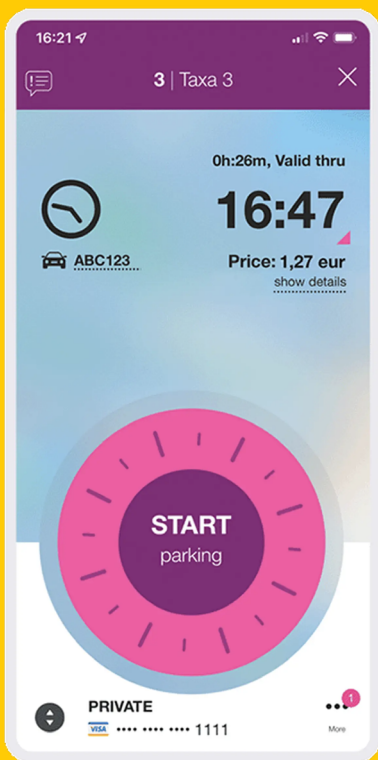 16:21
3 | Taxa 3
0h:26m, Valid thru
16:47
ABC123
Price: 1,27 eur
show details
START
parking
PRIVATE
1
VISA •••• •••• •••• 1111
More